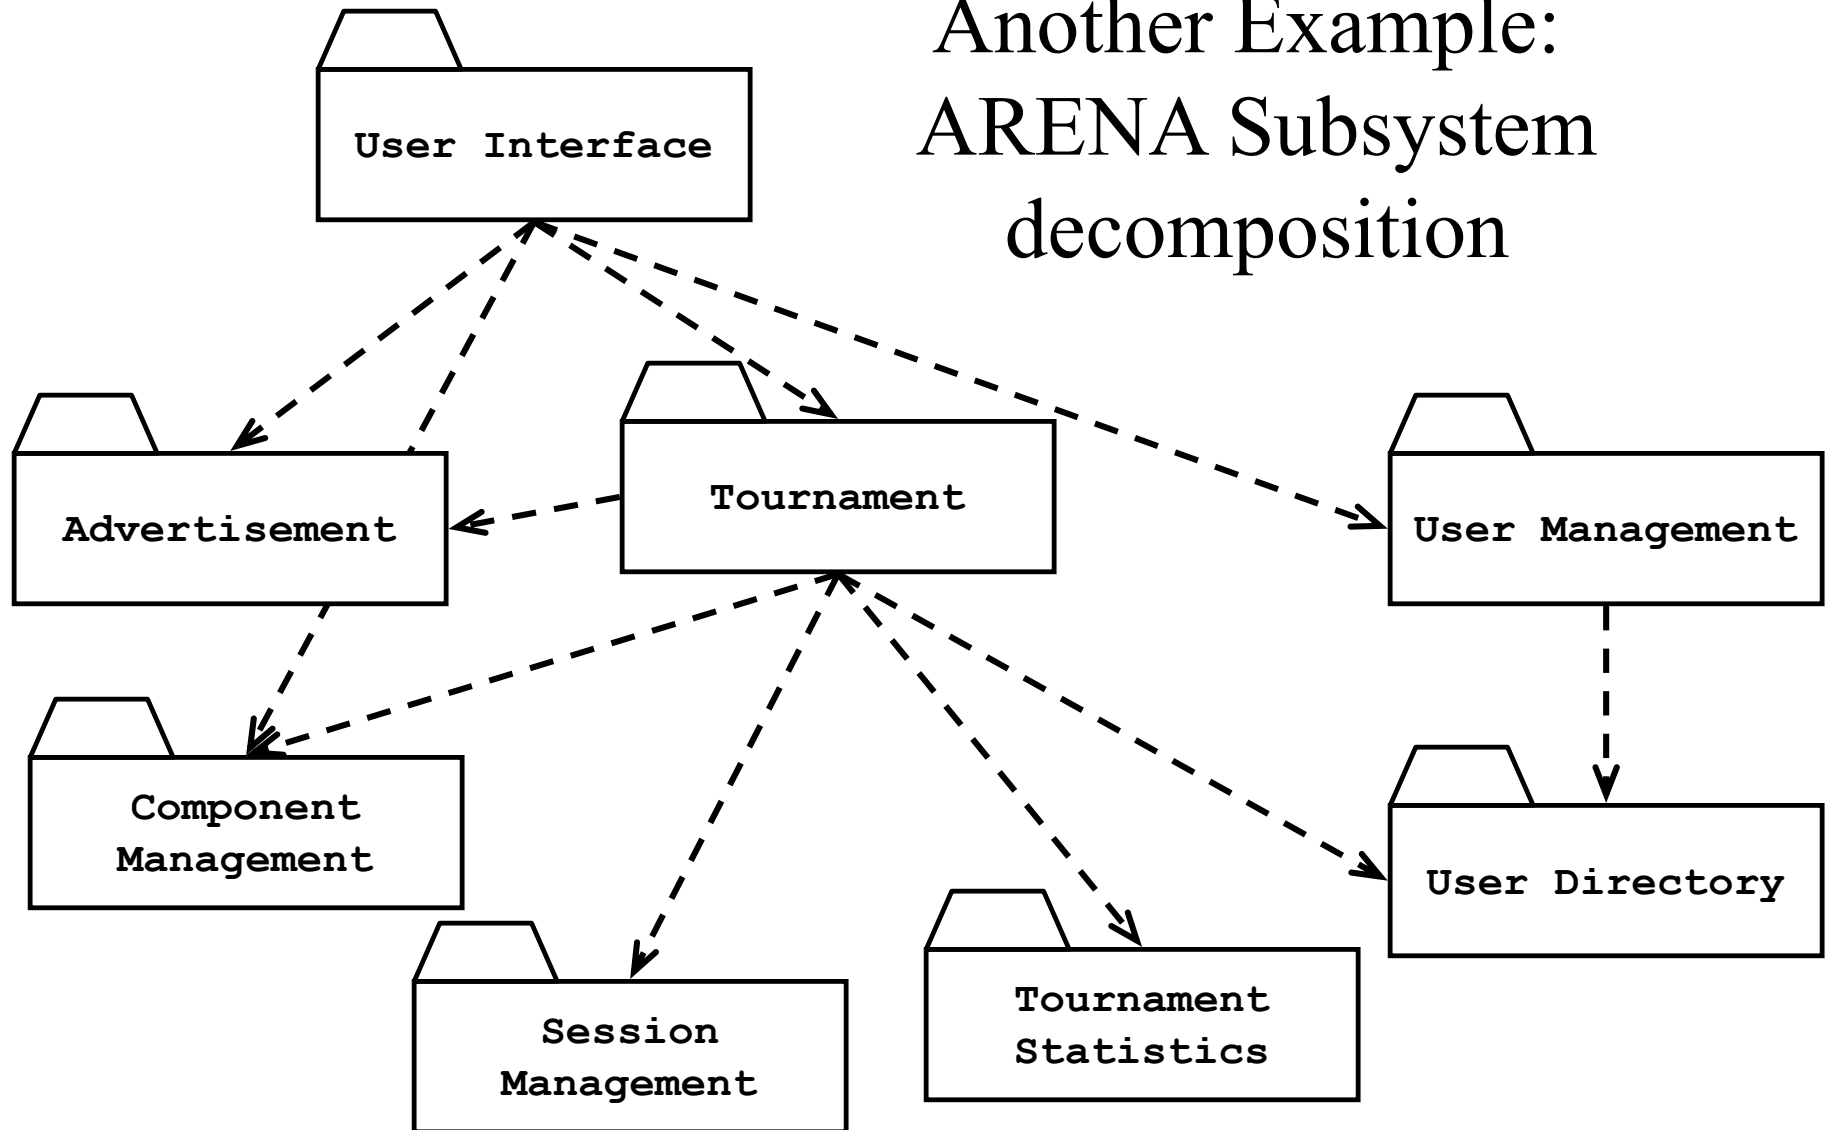 Another Example:
ARENA Subsystem
decomposition
User Interface
Tournament
Advertisement
User Management
Component
Management
User Directory
Session
Management
Tournament
Statistics